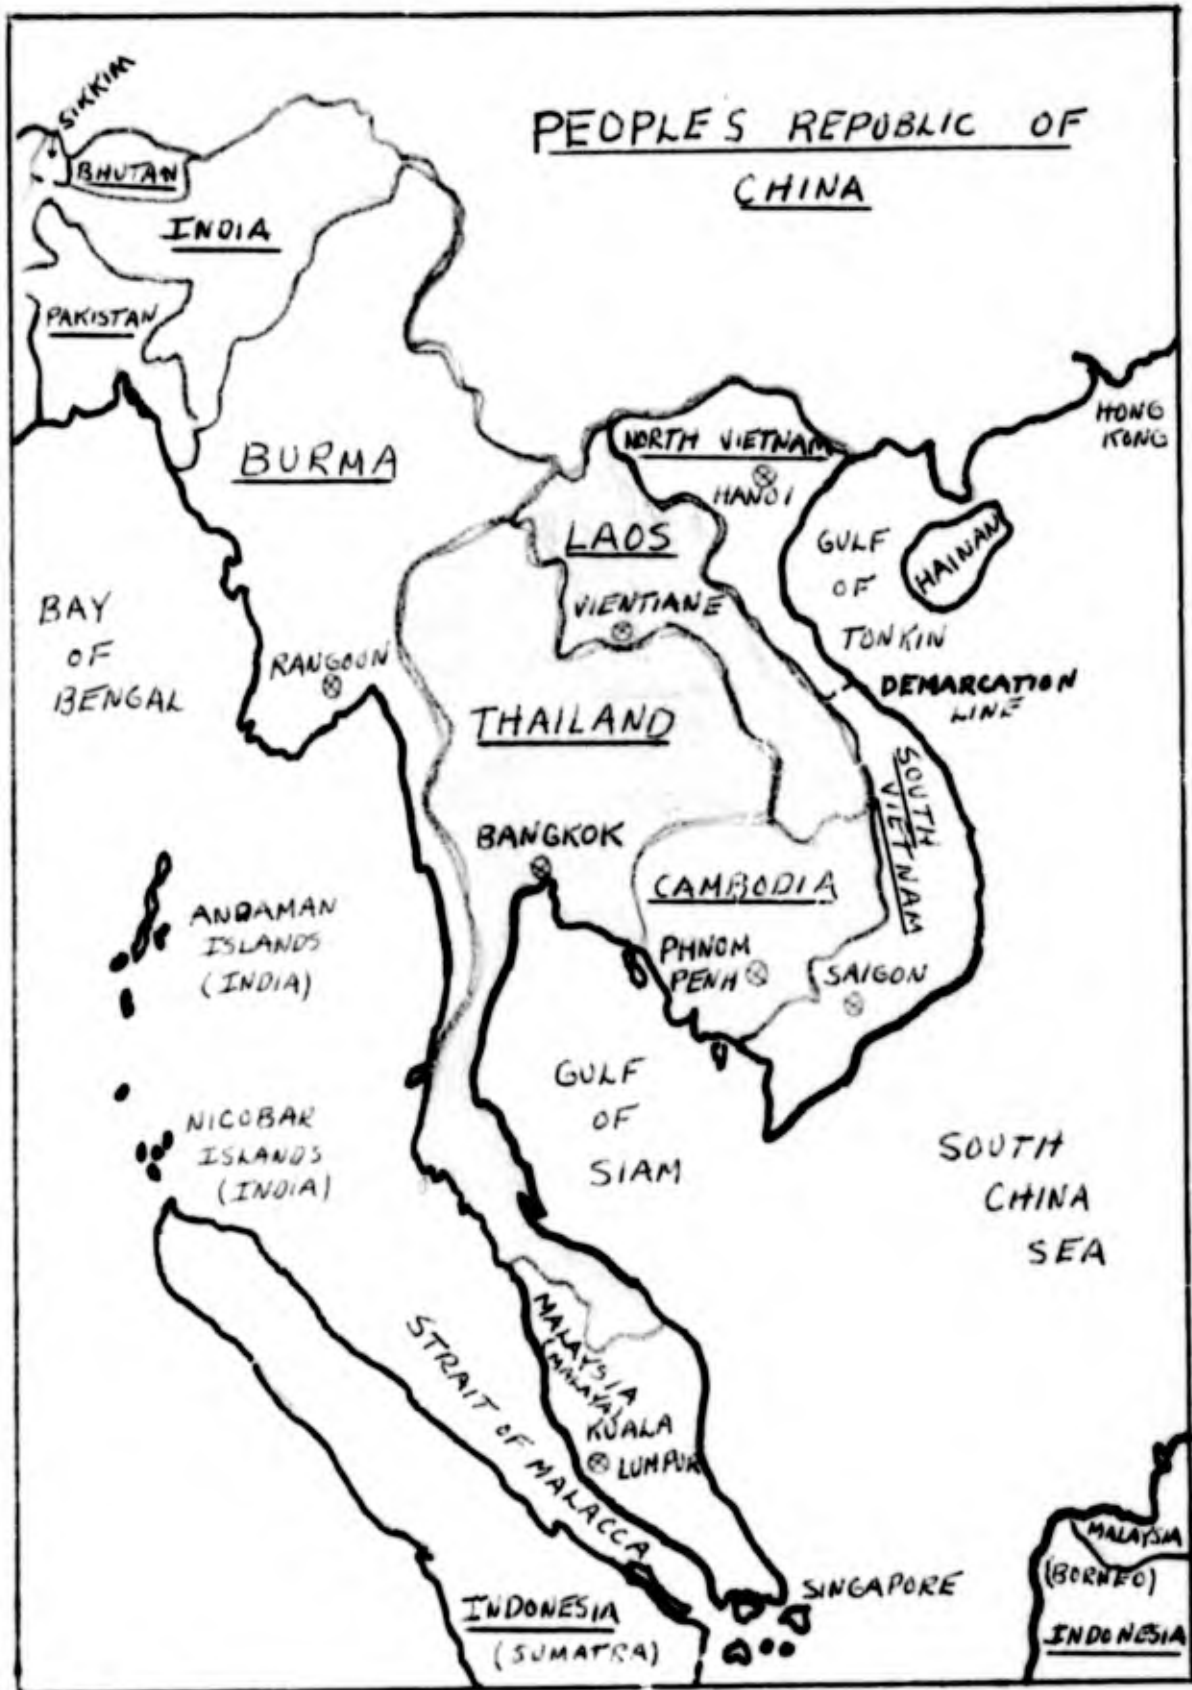 SIKKIM
PEOPLE'S REPUBLIC OF
CHINA
BHUTAN
INDIA
PAKISTAN
BURMA
NORTH VIETNAM
HANOI
HONG
KONG
LAOS
GULF
OF
TONKIN
HAINAN
VIENTIANE
BAY
OF
BENGAL
RANGOON
DEMARCATION
LINE
THAILAND
SOUTH
VIETNAM
BANGKOK
CAMBODIA
ANDAMAN
ISLANDS
(INDIA)
PHNOM
PENH
SAIGON
GULF
OF
SIAM
NICOBAR
ISLANDS
(INDIA)
SOUTH
CHINA
SEA
STRAIT OF MALACCA
MALAYSIA
(MALAYA)
KUALA
LUMPUR
SINGAPORE
INDONESIA
(SUMATRA)
MALAYSIA
(BORNEO)
INDONESIA